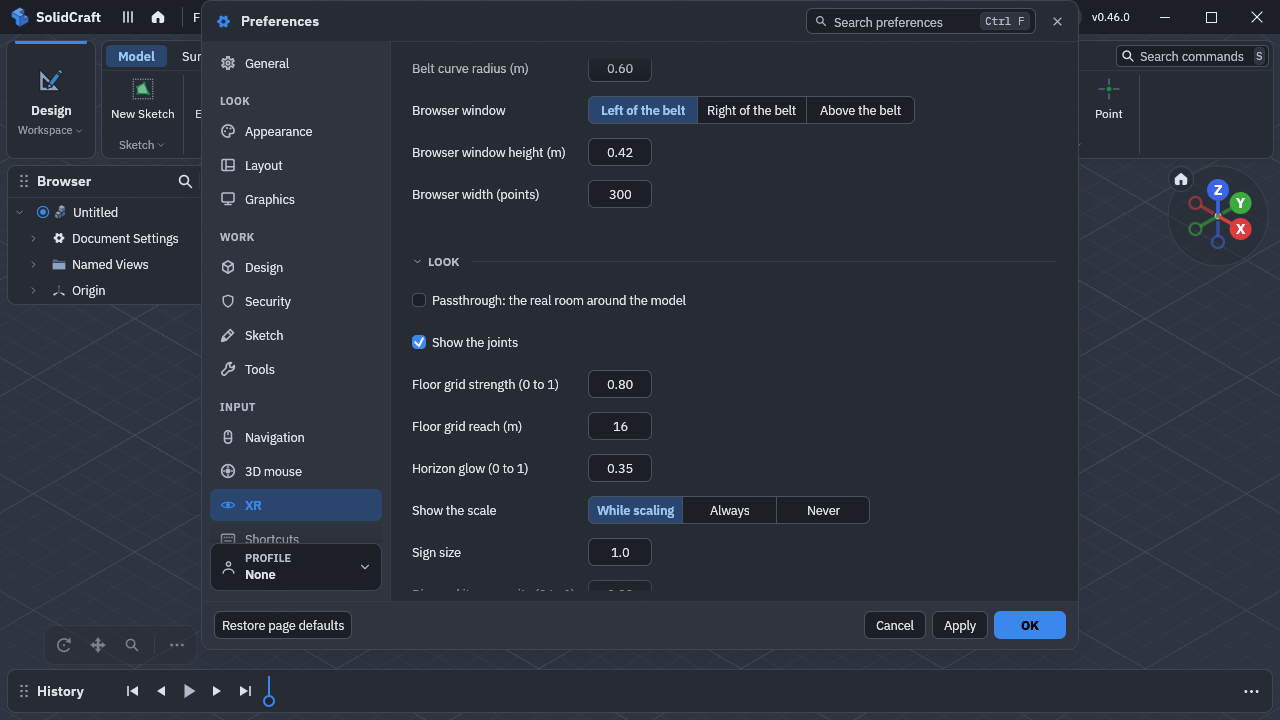 SolidCraft
Preferences
Search preferences
Ctrl F
v0.46.0
Model
Search commands
S
Design
Workspace
New Sketch
Sketch
Point
Browser
Untitled
Document Settings
Named Views
Origin
Z
Y
X
General
LOOK
Appearance
Layout
Graphics
WORK
Design
Security
Sketch
Tools
INPUT
Navigation
3D mouse
XR
Shortcuts
PROFILE
None
Belt curve radius (m)
0.60
Browser window
Left of the belt
Right of the belt
Above the belt
Browser window height (m)
0.42
Browser width (points)
300
LOOK
Passthrough: the real room around the model
Show the joints
Floor grid strength (0 to 1)
0.80
Floor grid reach (m)
16
Horizon glow (0 to 1)
0.35
Show the scale
While scaling
Always
Never
Sign size
1.0
Restore page defaults
Cancel
Apply
OK
History